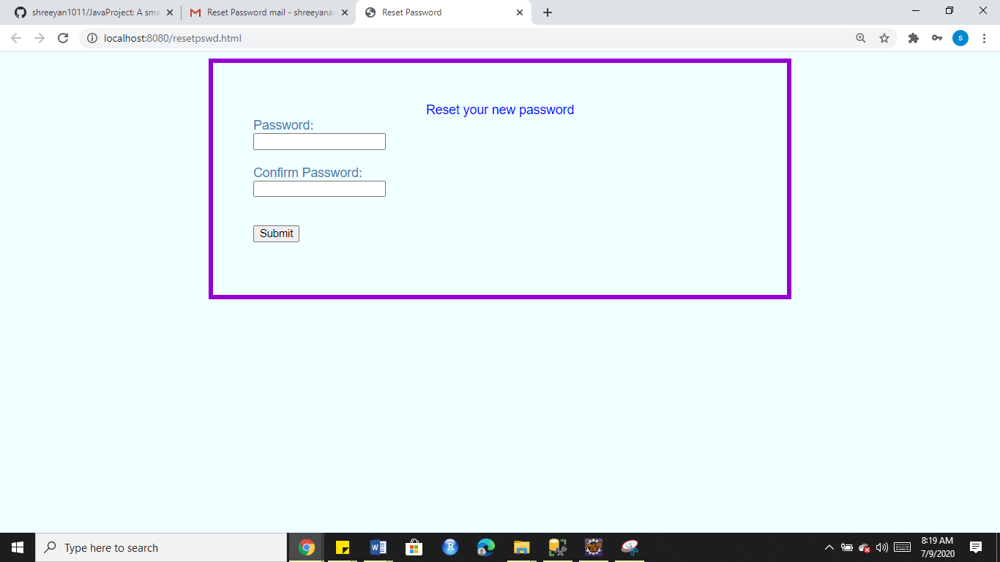 shreeyan1011/JavaProject: A sma
Reset Password mail - shreeyana
Reset Password
localhost:8080/resetpswd.html
s
Reset your new password
Password:
Confirm Password:
Submit
Type here to search
8:19 AM
7/9/2020